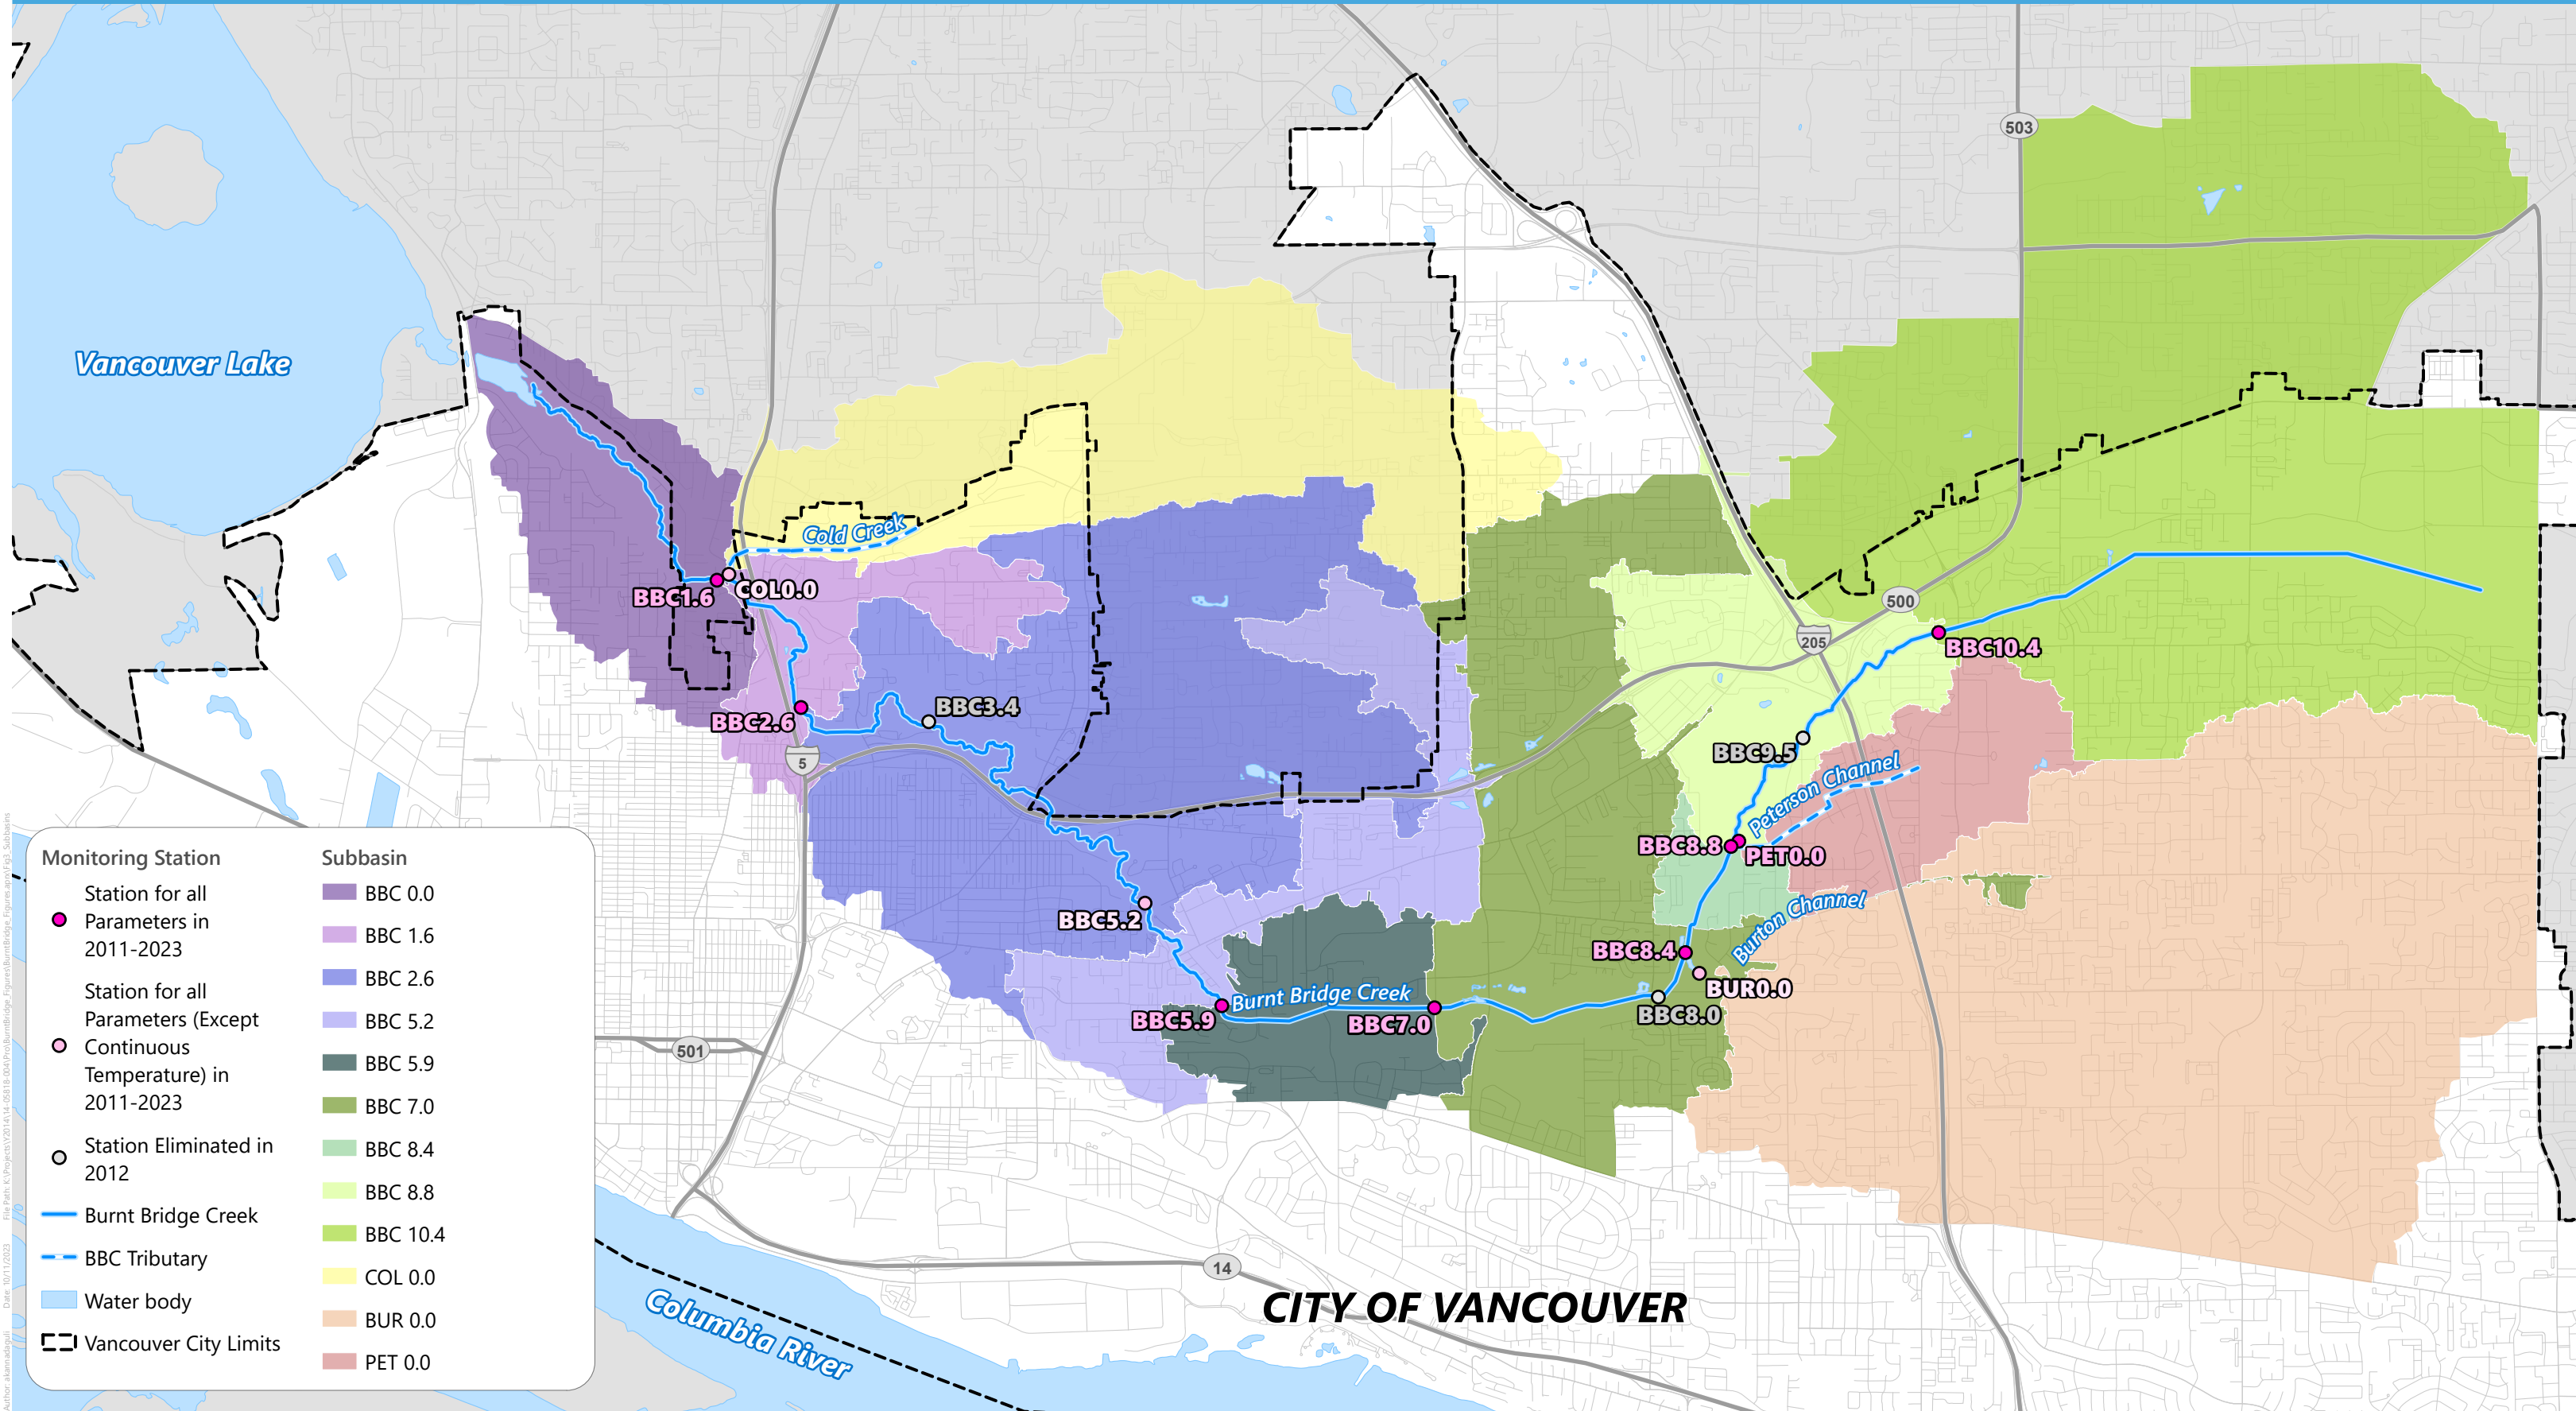 503
Vancouver Lake
Cold Creek
BBC1.6
COL0.0
500
205
BBC10.4
BBC3.4
BBC2.6
5
BBC9.5
Peterson Channel
BBC8.8
PET0.0
BBC5.2
Burton Channel
BBC8.4
BUR0.0
BBC8.0
Burnt Bridge Creek
BBC5.9
BBC7.0
501
14
CITY OF VANCOUVER
Columbia River
Monitoring Station
Station for all
Parameters in
2011-2023
Station for all
Parameters (Except
Continuous
Temperature) in
2011-2023
Station Eliminated in
2012
Burnt Bridge Creek
BBC Tributary
Water body
Vancouver City Limits
Subbasin
BBC 0.0
BBC 1.6
BBC 2.6
BBC 5.2
BBC 5.9
BBC 7.0
BBC 8.4
BBC 8.8
BBC 10.4
COL 0.0
BUR 0.0
PET 0.0
Author: akannadaguli Date: 10/11/2023